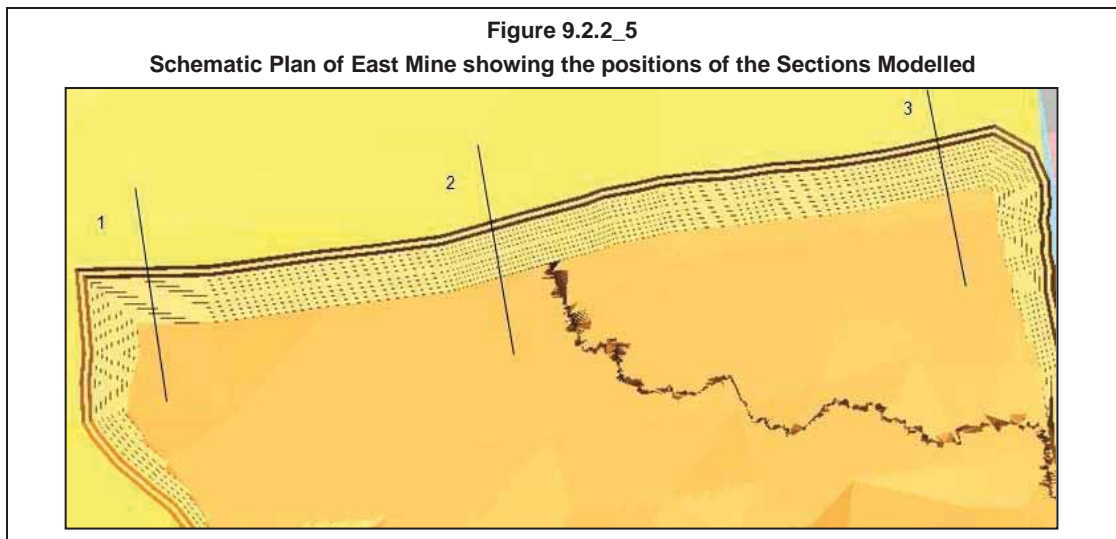 Figure 9.2.2_5
Schematic Plan of East Mine showing the positions of the Sections Modelled
3
2
1